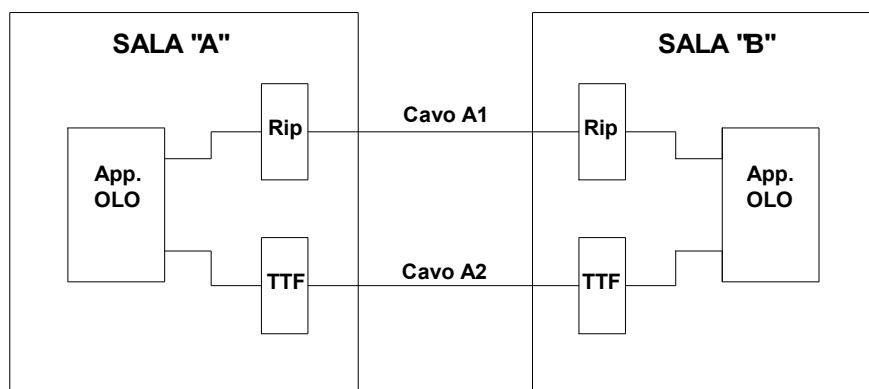 SALA "A"
SALA "B"
Rip
Cavo A1
Rip
App.
OLO
App.
OLO
TTF
Cavo A2
TTF